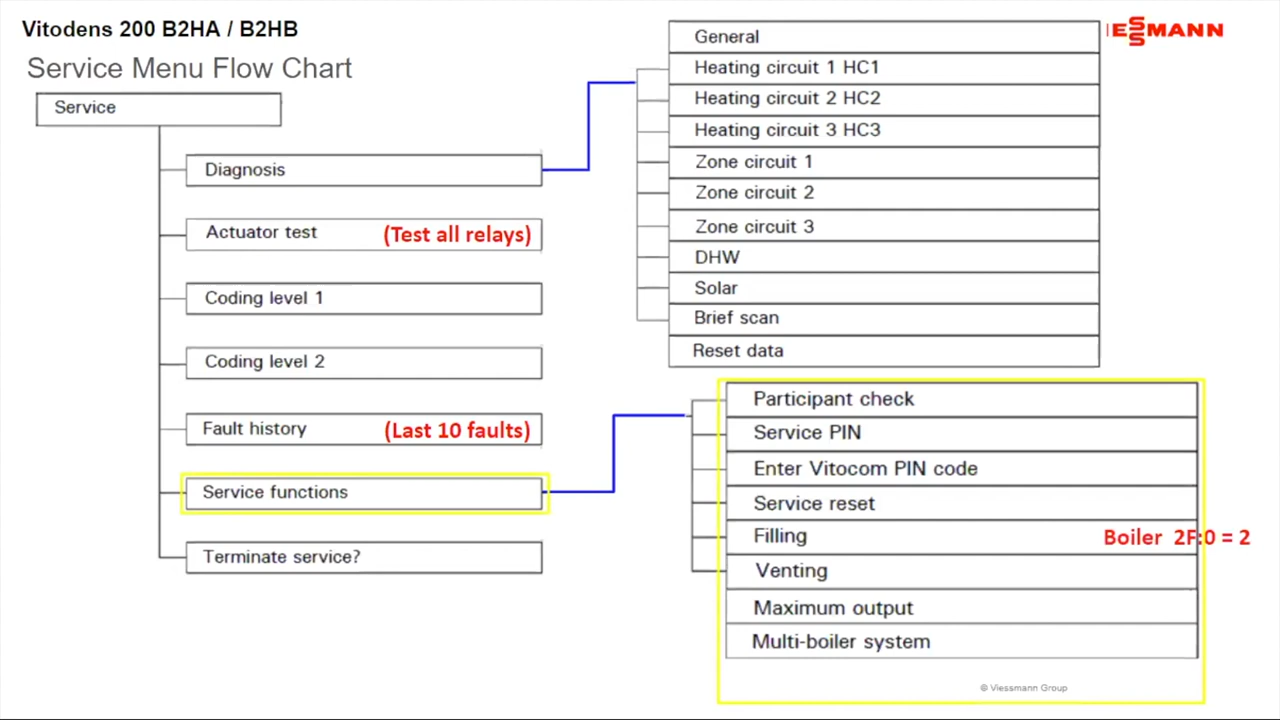 Vitodens 200 B2HA / B2HB
VIESSMANN
Service Menu Flow Chart
Service
Diagnosis
Actuator test (Test all relays)
Coding level 1
Coding level 2
Fault history (Last 10 faults)
Service functions
Terminate service?
General
Heating circuit 1 HC1
Heating circuit 2 HC2
Heating circuit 3 HC3
Zone circuit 1
Zone circuit 2
Zone circuit 3
DHW
Solar
Brief scan
Reset data
Participant check
Service PIN
Enter Vitocom PIN code
Service reset
Filling Boiler 2F:0 = 2
Venting
Maximum output
Multi-boiler system
© Viessmann Group